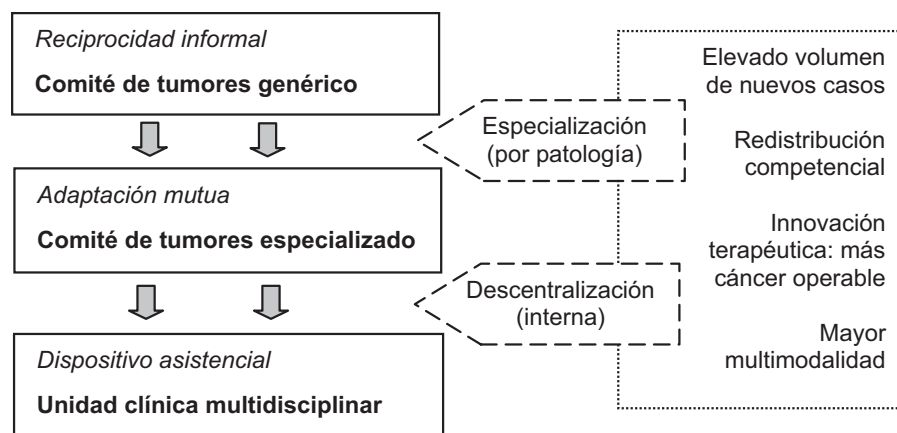 Reciprocidad informal
Comité de tumores genérico
Especialización
(por patología)
Adaptación mutua
Comité de tumores especializado
Descentralización
(interna)
Dispositivo asistencial
Unidad clínica multidisciplinar
Elevado volumen
de nuevos casos
Redistribución
competencial
Innovación
terapéutica: más
cáncer operable
Mayor
multimodalidad